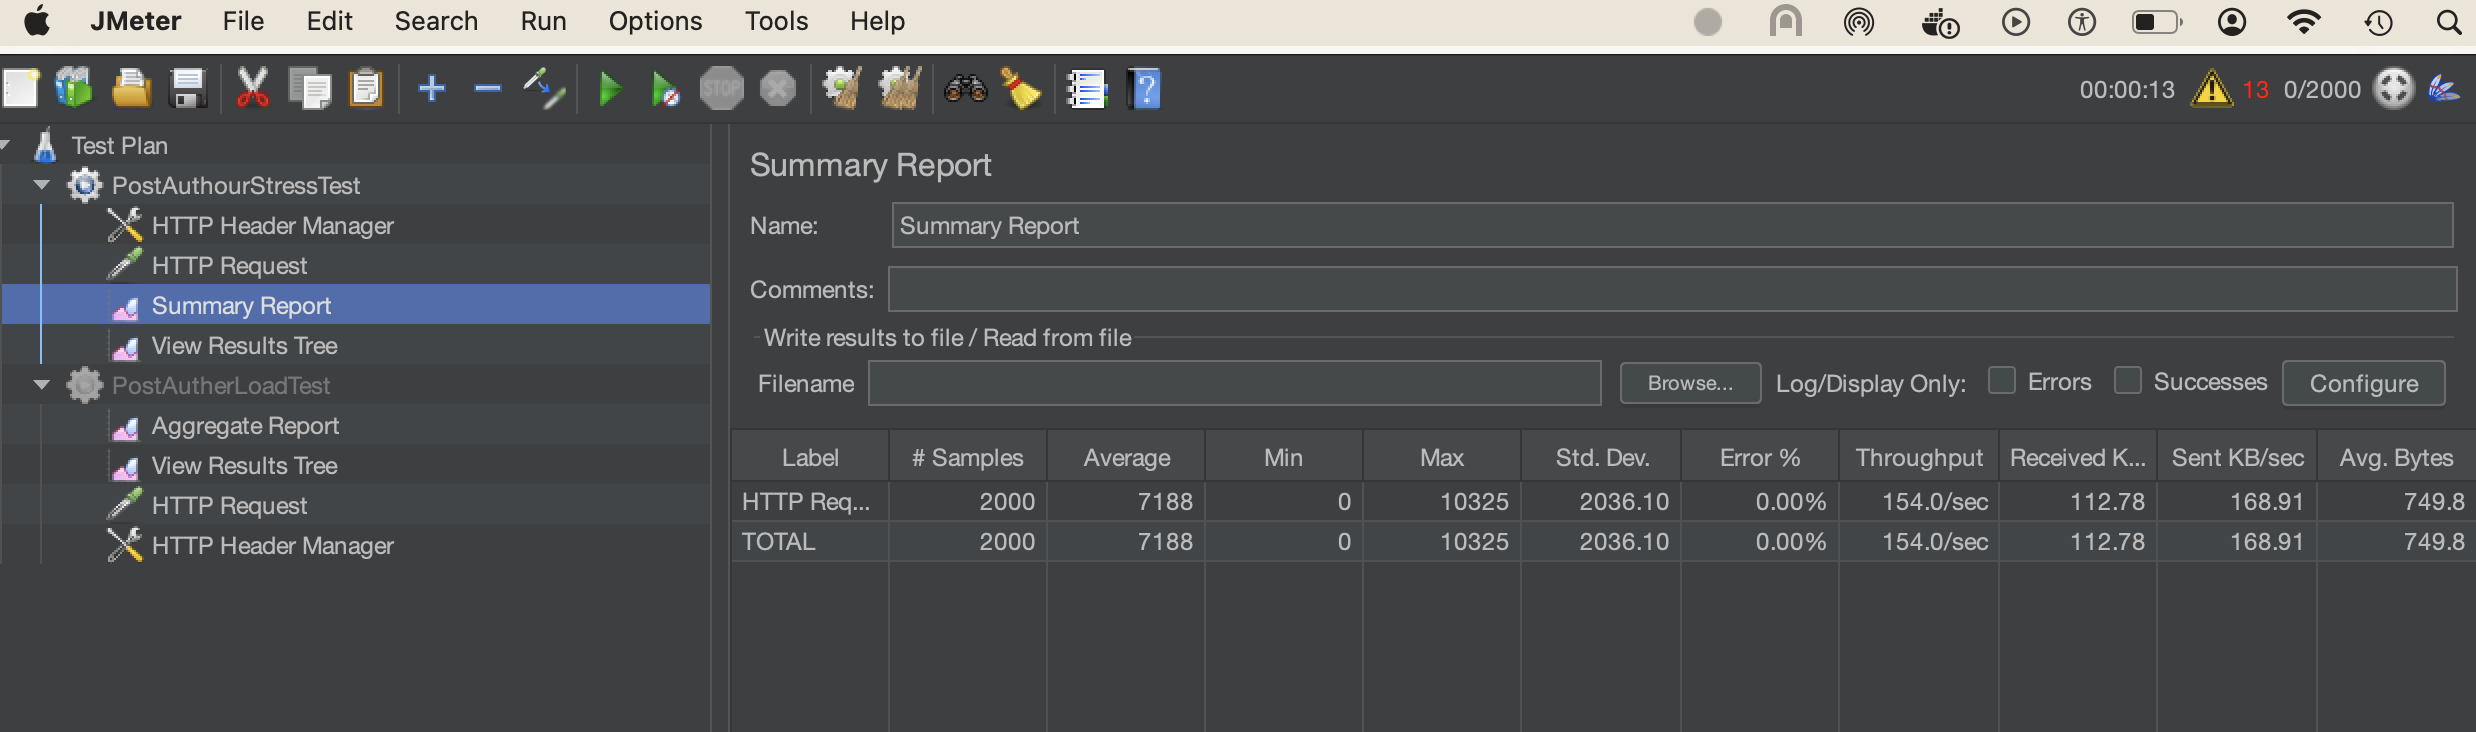 JMeter File Edit Search Run Options Tools Help
STOP 00:00:13 13 0/2000
Test Plan
PostAuthourStressTest
HTTP Header Manager
HTTP Request
Summary Report
View Results Tree
PostAutherLoadTest
Aggregate Report
View Results Tree
HTTP Request
HTTP Header Manager
Summary Report
Name: Summary Report
Comments:
Write results to file / Read from file
Filename Browse... Log/Display Only: Errors Successes Configure
Label # Samples Average Min Max Std. Dev. Error % Throughput Received K... Sent KB/sec Avg. Bytes
HTTP Req... 2000 7188 0 10325 2036.10 0.00% 154.0/sec 112.78 168.91 749.8
TOTAL 2000 7188 0 10325 2036.10 0.00% 154.0/sec 112.78 168.91 749.8